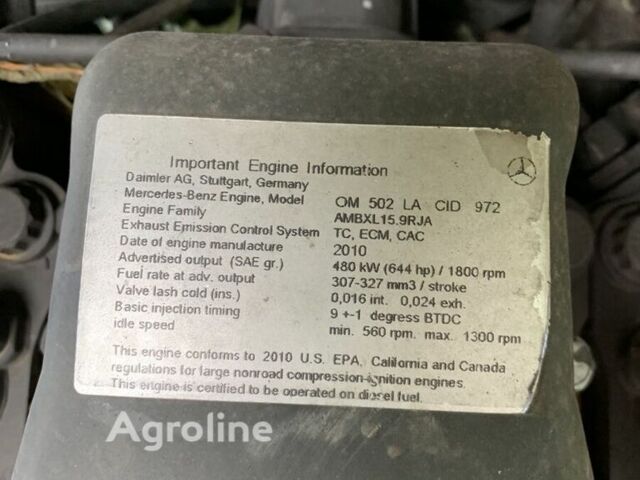 Important Engine Information
Daimler AG, Stuttgart, Germany
Mercedes-Benz Engine, Model OM 502 LA CID 972
Engine Family AMBXL15.9RJA
Exhaust Emission Control System TC, ECM, CAC
Date of engine manufacture 2010
Advertised output (SAE gr.) 480 kW (644 hp) / 1800 rpm
Fuel rate at adv. output 307-327 mm3 / stroke
Valve lash cold (ins.) 0,016 int. 0,024 exh.
Basic injection timing 9 +-1 degress BTDC
idle speed min. 560 rpm. max. 1300 rpm
This engine conforms to 2010 U.S. EPA, California and Canada
regulations for large nonroad compression-ignition engines.
This engine is certified to be operated on diesel fuel.
Agroline